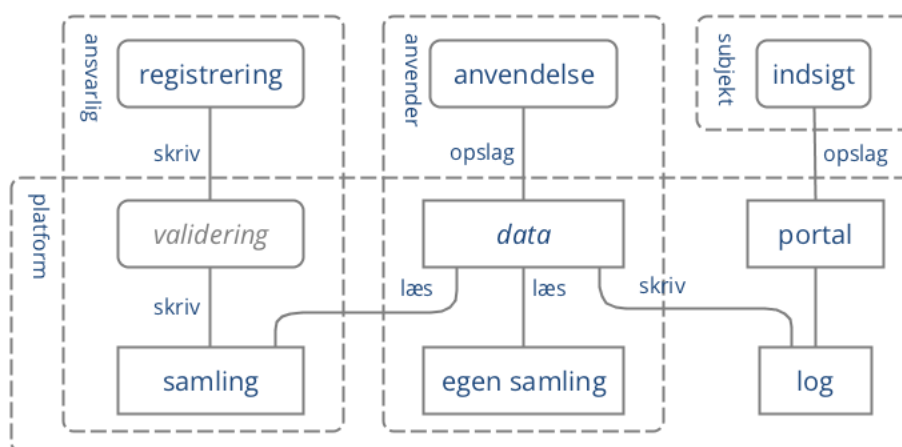 ansvarlig
registrering
anvender
anvendelse
subjekt
indsigt
skriv
opslag
opslag
platform
validering
data
portal
skriv
læs
læs
skriv
samling
egen samling
log